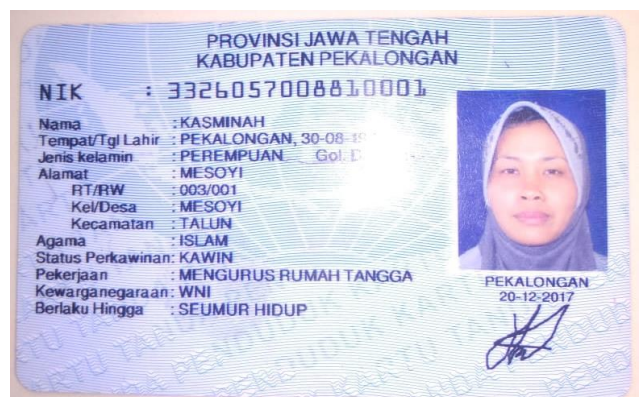 PROVINSI JAWA TENGAH
KABUPATEN PEKALONGAN
NIK : 3326057008810001
Nama : KASMINAH
Tempat/Tgl Lahir : PEKALONGAN, 30-08-19
Jenis kelamin : PEREMPUAN Gol. D
Alamat : MESOYI
RT/RW : 003/001
Kel/Desa : MESOYI
Kecamatan : TALUN
Agama : ISLAM
Status Perkawinan: KAWIN
Pekerjaan : MENGURUS RUMAH TANGGA
Kewarganegaraan: WNI
Berlaku Hingga : SEUMUR HIDUP
PEKALONGAN
20-12-2017